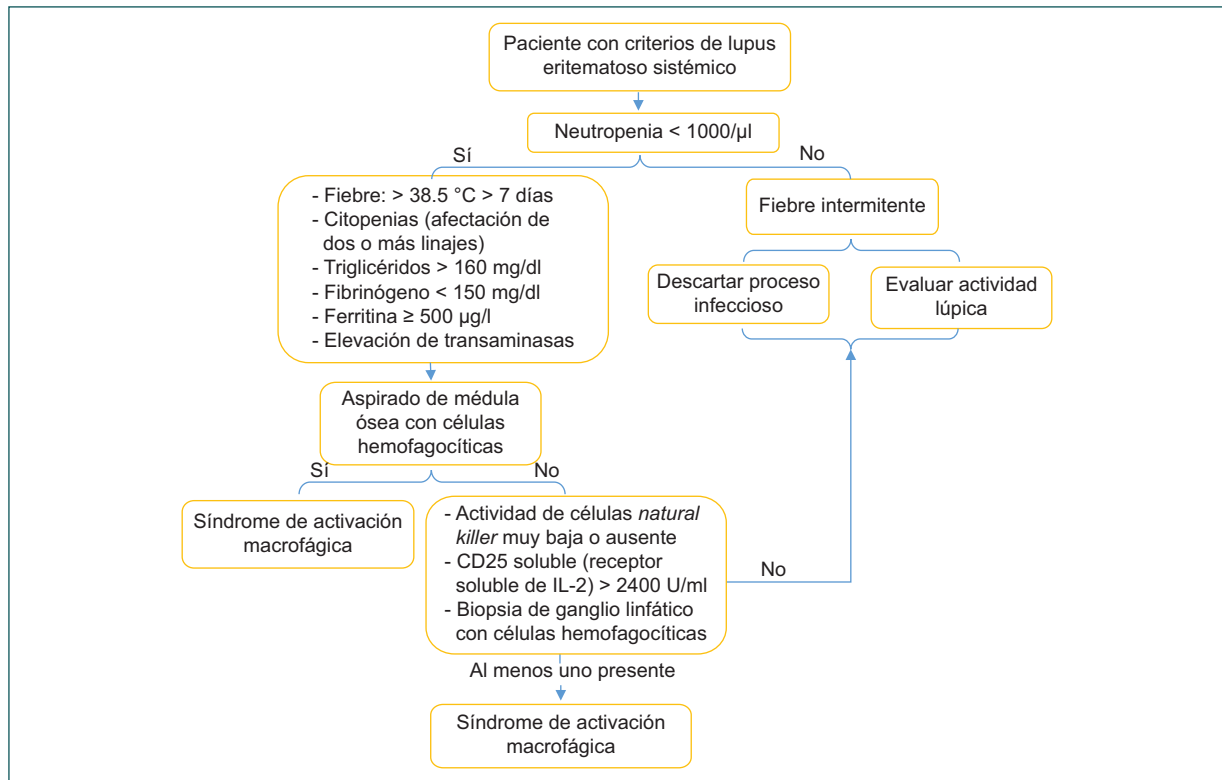 Paciente con criterios de lupus
eritematoso sistémico
Neutropenia < 1000/µl
Sí
No
- Fiebre: > 38.5 °C > 7 días
- Citopenias (afectación de
dos o más linajes)
- Triglicéridos > 160 mg/dl
- Fibrinógeno < 150 mg/dl
- Ferritina ≥ 500 µg/l
- Elevación de transaminasas
Fiebre intermitente
Descartar proceso
infeccioso
Evaluar actividad
lúpica
Aspirado de médula
ósea con células
hemofagocíticas
Sí
No
Síndrome de activación
macrofágica
- Actividad de células natural
killer muy baja o ausente
- CD25 soluble (receptor
soluble de IL-2) > 2400 U/ml
- Biopsia de ganglio linfático
con células hemofagocíticas
No
Al menos uno presente
Síndrome de activación
macrofágica